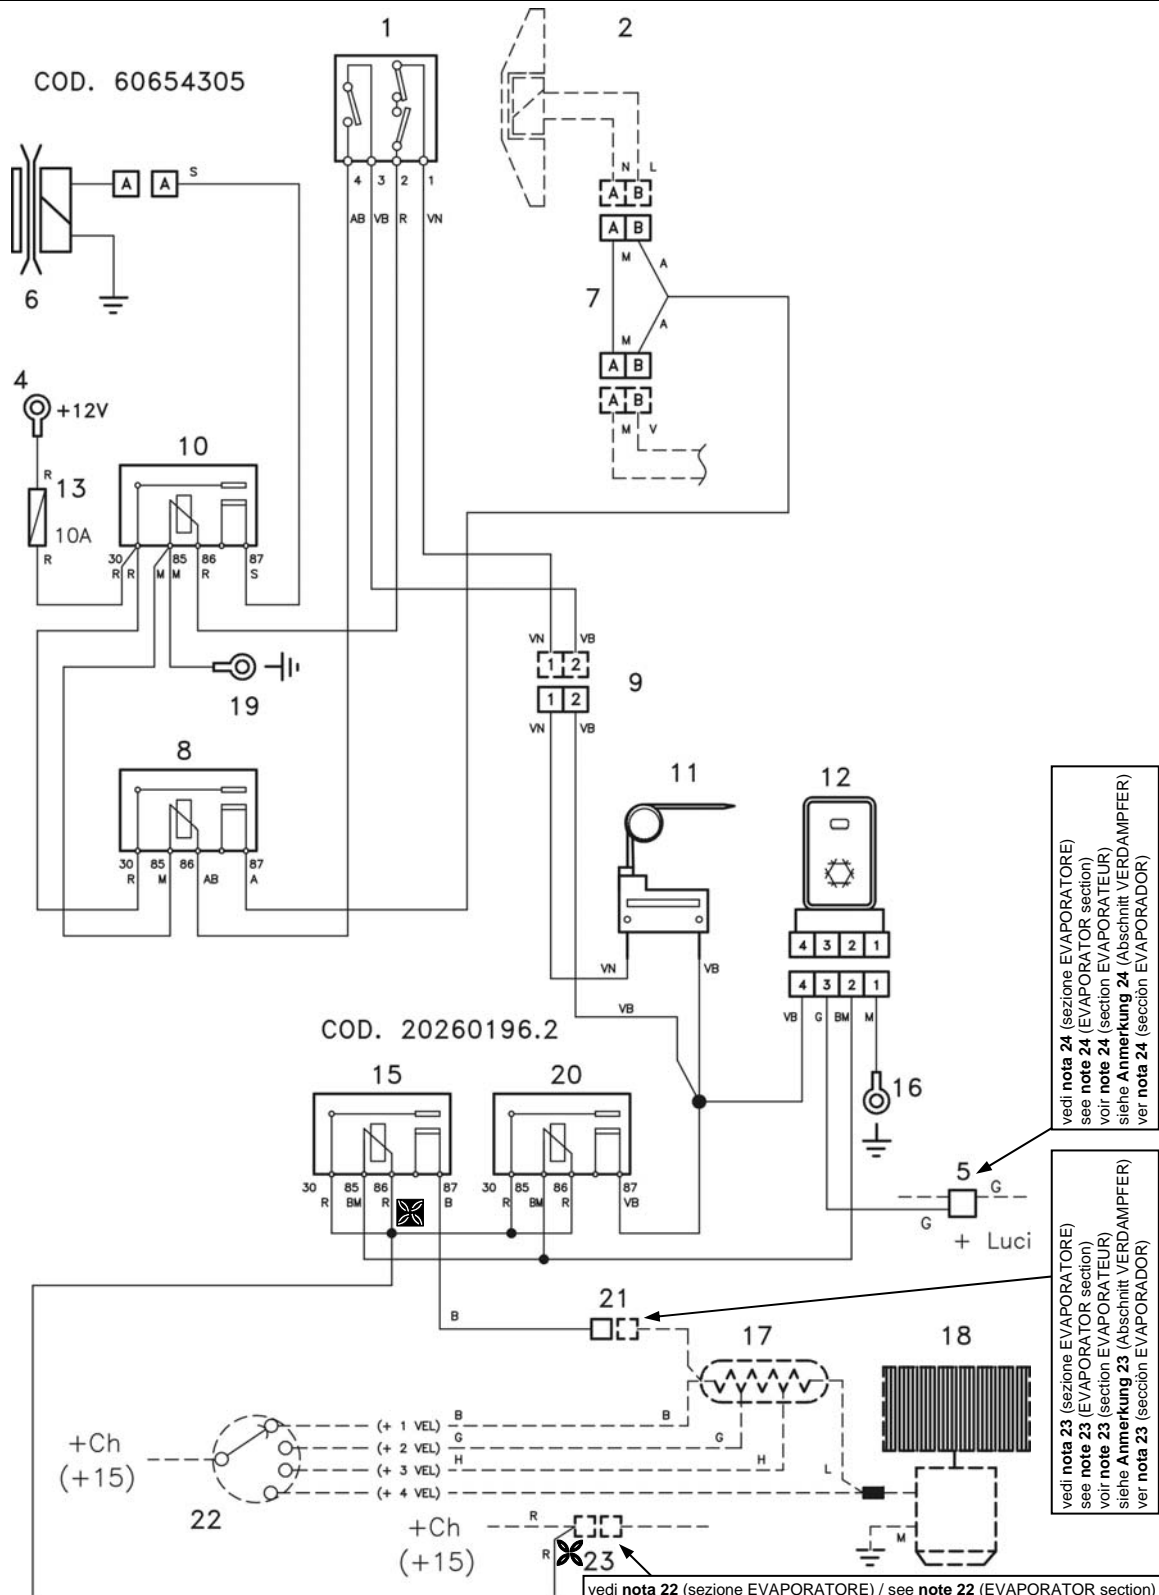 1
2
COD. 60654305
A A S
N L
A B
4 3 2 1
AB VB R VN
A B
M A
6
7
M A
A B
4
+12V
A B
M V
10
R
13
10A
R
30 85 86 87
R R M M R S
VN VB
1 2
9
19
1 2
VN VB
8
11
12
30 85 86 87
R M AB A
4 3 2 1
VN VB
4 3 2 1
VB G BM M
VB
COD. 20260196.2
15
20
16
30 85 86 87
R BM R B
30 85 86 87
R BM R VB
5
G
G
+ Luci
vedi nota 24 (sezione EVAPORATORE)
see note 24 (EVAPORATOR section)
voir note 24 (section EVAPORATEUR)
siehe Anmerkung 24 (Abschnitt VERDAMPFER)
ver nota 24 (secciòn EVAPORADOR)
21
B
17
18
vedi nota 23 (sezione EVAPORATORE)
see note 23 (EVAPORATOR section)
voir note 23 (section EVAPORATEUR)
siehe Anmerkung 23 (Abschnitt VERDAMPFER)
ver nota 23 (secciòn EVAPORADOR)
+Ch
(+15)
(+ 1 VEL) B B
(+ 2 VEL) G G
(+ 3 VEL) H H
(+ 4 VEL)
L
22
+Ch
(+15)
R
R
23
M
vedi nota 22 (sezione EVAPORATORE) / see note 22 (EVAPORATOR section)